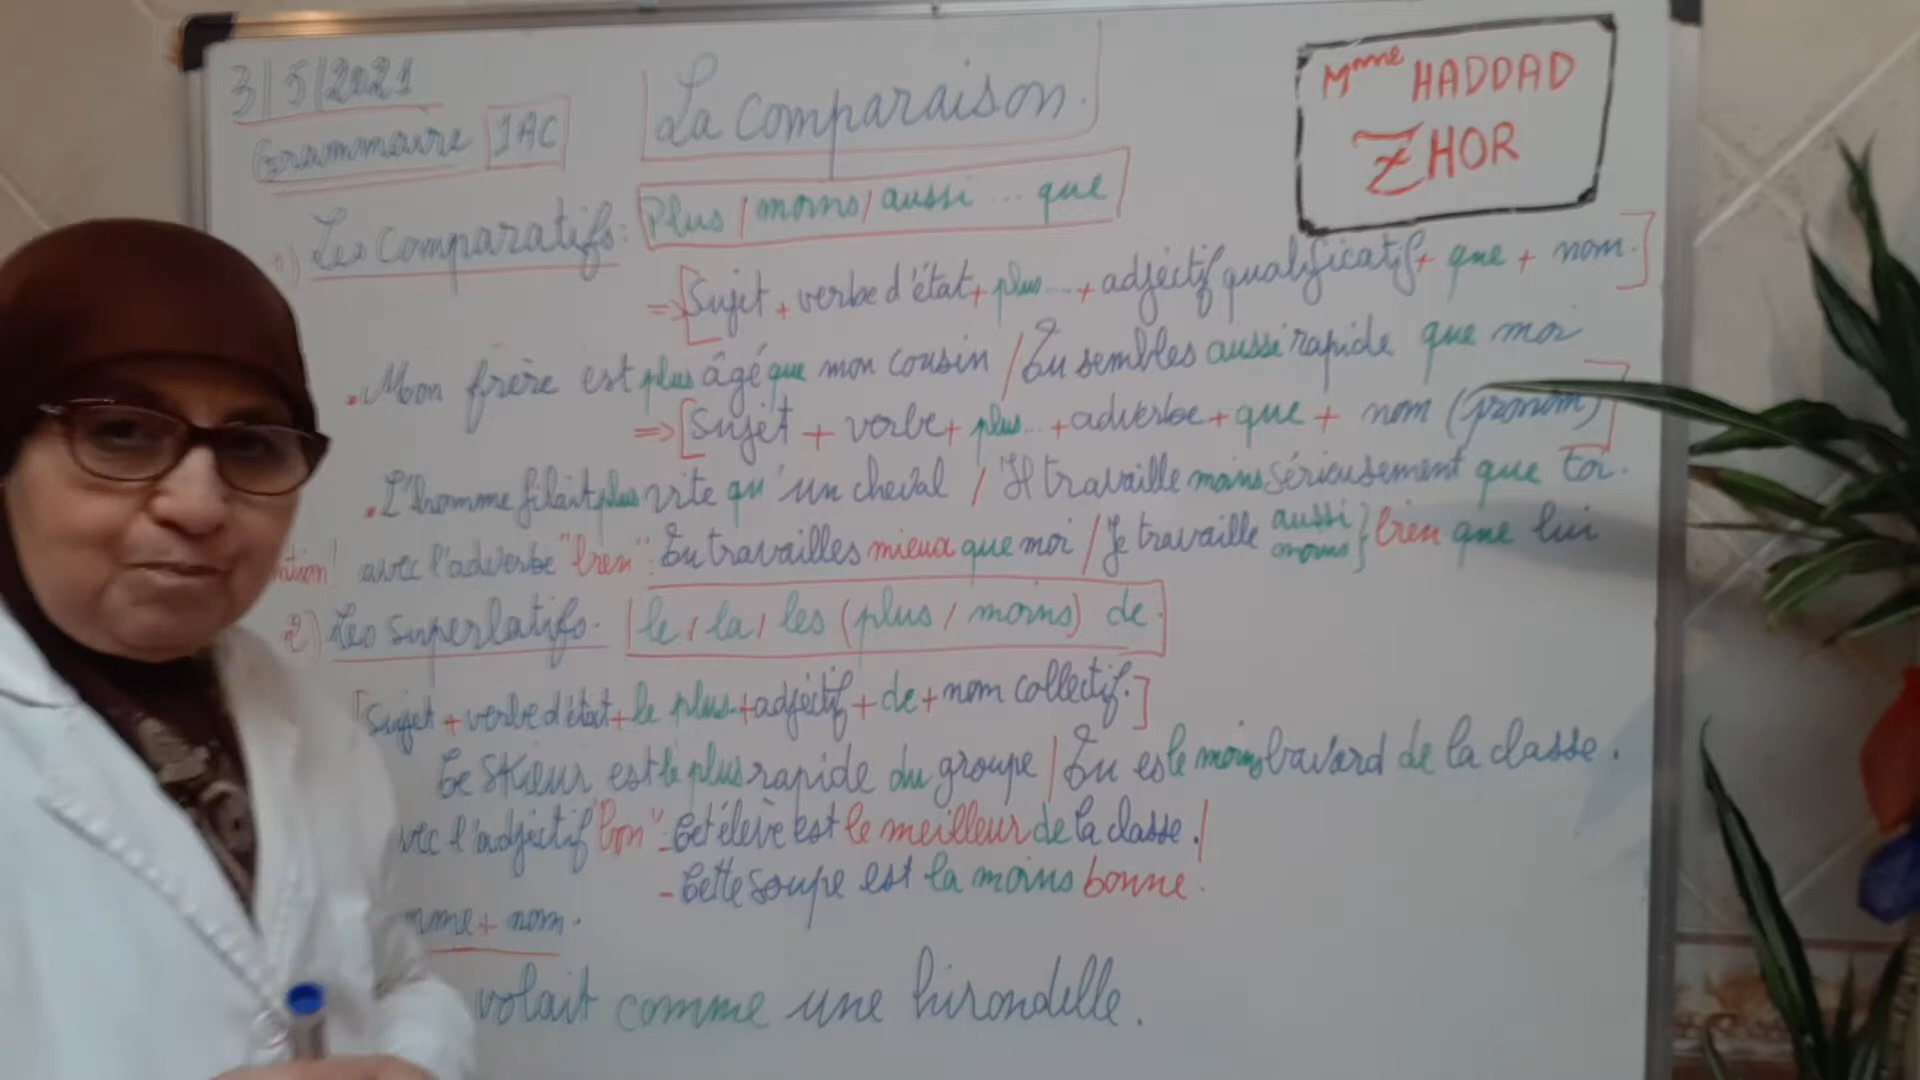 3/5/2021
Grammaire 1AC
La comparaison.
Mme HADDAD
ZHOR
1) Les comparatifs: Plus / moins / aussi ... que
=> [Sujet + verbe d'état + plus... + adjectif qualificatif + que + nom.]
. Mon frère est plus âgé que mon cousin / Tu sembles aussi rapide que moi
=> [Sujet + verbe + plus... + adverbe + que + nom (pronom)]
. L'homme filait plus vite qu'un cheval / Il travaille moins sérieusement que toi.
ntion! avec l'adverbe "bien": Tu travailles mieux que moi / Je travaille aussi moins } bien que lui
2) Les superlatifs. le, la, les (plus / moins) de.
[Sujet + verbe d'état + le plus + adjectif + de + nom collectif.]
Ce skieur est le plus rapide du groupe / Tu es le moins bavard de la classe.
vec l'adjectif "bon" - Cet élève est le meilleur de la classe. /
- Cette soupe est la moins bonne.
mme + nom.
volait comme une hirondelle.